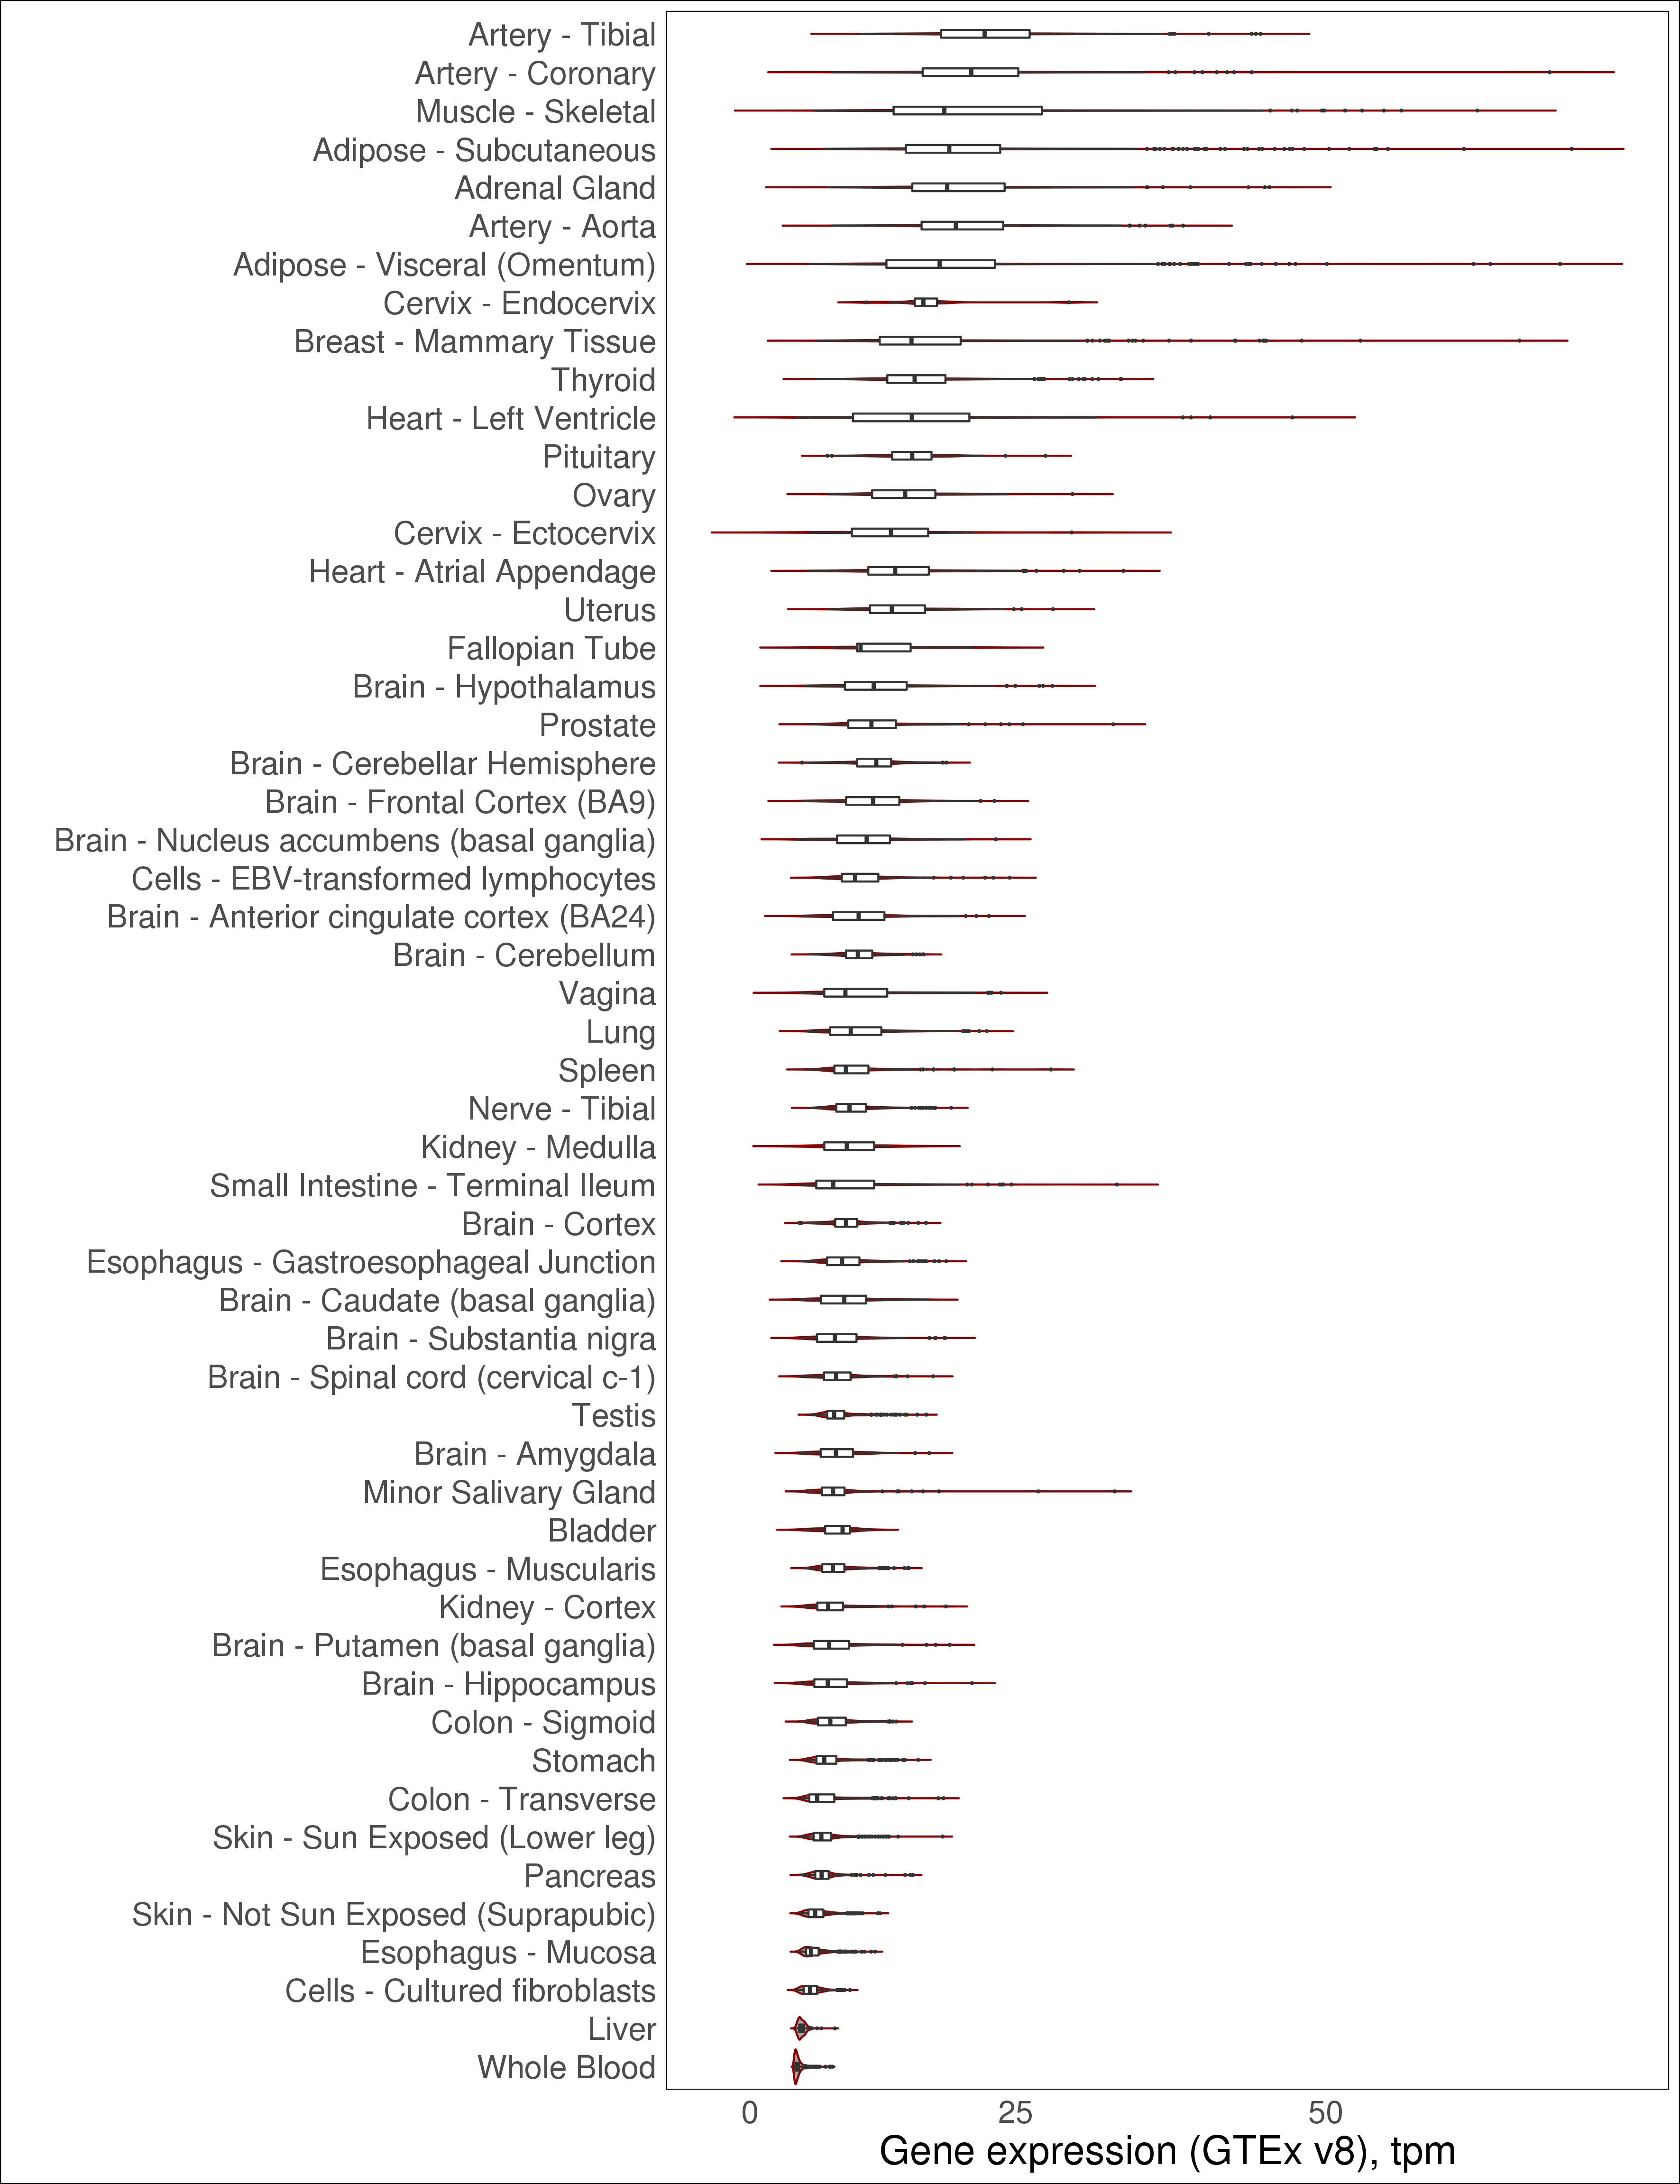 Artery - Tibial
Artery - Coronary
Muscle - Skeletal
Adipose - Subcutaneous
Adrenal Gland
Artery - Aorta
Adipose - Visceral (Omentum)
Cervix - Endocervix
Breast - Mammary Tissue
Thyroid
Heart - Left Ventricle
Pituitary
Ovary
Cervix - Ectocervix
Heart - Atrial Appendage
Uterus
Fallopian Tube
Brain - Hypothalamus
Prostate
Brain - Cerebellar Hemisphere
Brain - Frontal Cortex (BA9)
Brain - Nucleus accumbens (basal ganglia)
Cells - EBV-transformed lymphocytes
Brain - Anterior cingulate cortex (BA24)
Brain - Cerebellum
Vagina
Lung
Spleen
Nerve - Tibial
Kidney - Medulla
Small Intestine - Terminal Ileum
Brain - Cortex
Esophagus - Gastroesophageal Junction
Brain - Caudate (basal ganglia)
Brain - Substantia nigra
Brain - Spinal cord (cervical c-1)
Testis
Brain - Amygdala
Minor Salivary Gland
Bladder
Esophagus - Muscularis
Kidney - Cortex
Brain - Putamen (basal ganglia)
Brain - Hippocampus
Colon - Sigmoid
Stomach
Colon - Transverse
Skin - Sun Exposed (Lower leg)
Pancreas
Skin - Not Sun Exposed (Suprapubic)
Esophagus - Mucosa
Cells - Cultured fibroblasts
Liver
Whole Blood
0 25 50
Gene expression (GTEx v8), tpm